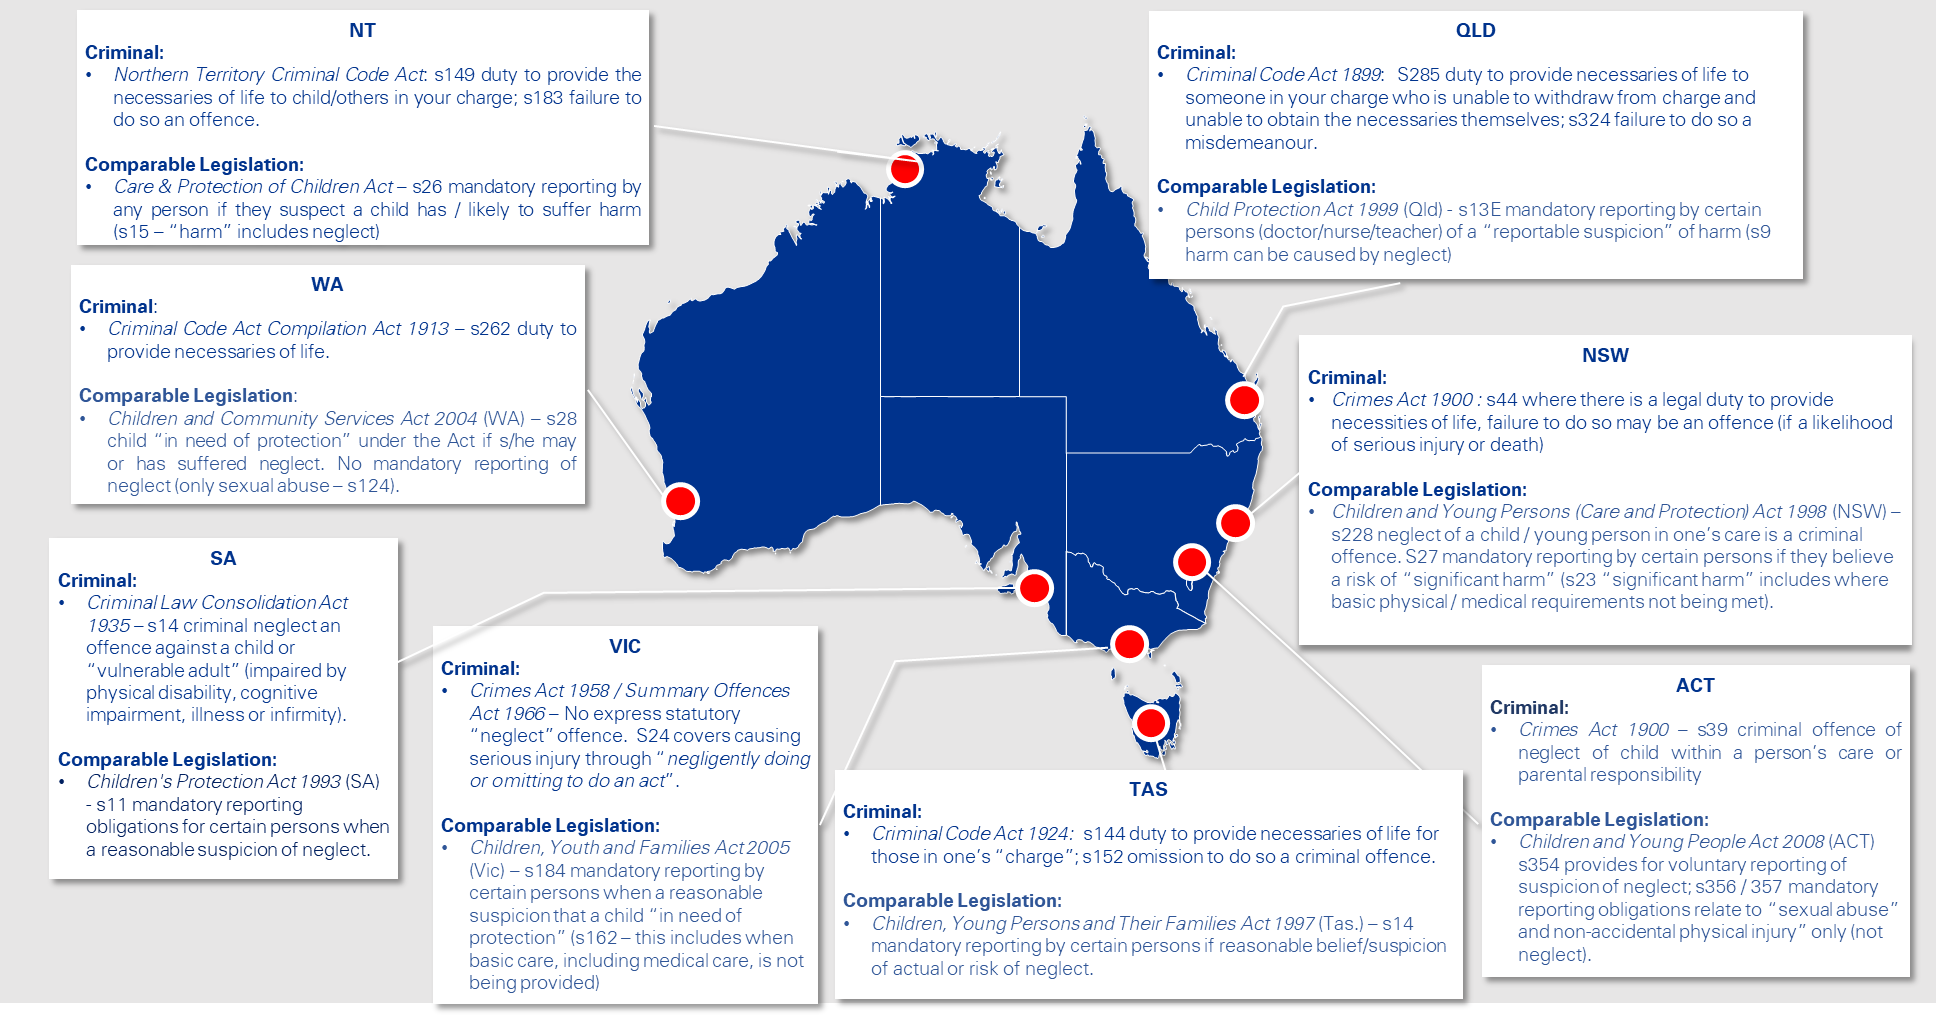 NT
Criminal:
• Northern Territory Criminal Code Act: s149 duty to provide the
necessaries of life to child/others in your charge; s183 failure to
do so an offence.
Comparable Legislation:
• Care & Protection of Children Act – s26 mandatory reporting by
any person if they suspect a child has / likely to suffer harm
(s15 – “harm” includes neglect)
QLD
Criminal:
• Criminal Code Act 1899: S285 duty to provide necessaries of life to
someone in your charge who is unable to withdraw from charge and
unable to obtain the necessaries themselves; s324 failure to do so a
misdemeanour.
Comparable Legislation:
• Child Protection Act 1999 (Qld) - s13E mandatory reporting by certain
persons (doctor/nurse/teacher) of a “reportable suspicion” of harm (s9
harm can be caused by neglect)
WA
Criminal:
• Criminal Code Act Compilation Act 1913 – s262 duty to
provide necessaries of life.
Comparable Legislation:
• Children and Community Services Act 2004 (WA) – s28
child “in need of protection” under the Act if s/he may
or has suffered neglect. No mandatory reporting of
neglect (only sexual abuse – s124).
NSW
Criminal:
• Crimes Act 1900 : s44 where there is a legal duty to provide
necessities of life, failure to do so may be an offence (if a likelihood
of serious injury or death)
Comparable Legislation:
• Children and Young Persons (Care and Protection) Act 1998 (NSW) –
s228 neglect of a child / young person in one’s care is a criminal
offence. S27 mandatory reporting by certain persons if they believe
a risk of “significant harm” (s23 “significant harm” includes where
basic physical / medical requirements not being met).
SA
Criminal:
• Criminal Law Consolidation Act
1935 – s14 criminal neglect an
offence against a child or
“vulnerable adult” (impaired by
physical disability, cognitive
impairment, illness or infirmity).
Comparable Legislation:
• Children's Protection Act 1993 (SA)
- s11 mandatory reporting
obligations for certain persons when
a reasonable suspicion of neglect.
VIC
Criminal:
• Crimes Act 1958 / Summary Offences
Act 1966 – No express statutory
“neglect” offence. S24 covers causing
serious injury through “negligently doing
or omitting to do an act”.
Comparable Legislation:
• Children, Youth and Families Act 2005
(Vic) – s184 mandatory reporting by
certain persons when a reasonable
suspicion that a child “in need of
protection” (s162 – this includes when
basic care, including medical care, is not
being provided)
TAS
Criminal:
• Criminal Code Act 1924: s144 duty to provide necessaries of life for
those in one’s “charge”; s152 omission to do so a criminal offence.
Comparable Legislation:
• Children, Young Persons and Their Families Act 1997 (Tas.) – s14
mandatory reporting by certain persons if reasonable belief/suspicion
of actual or risk of neglect.
ACT
Criminal:
• Crimes Act 1900 – s39 criminal offence of
neglect of child within a person’s care or
parental responsibility
Comparable Legislation:
• Children and Young People Act 2008 (ACT)
s354 provides for voluntary reporting of
suspicion of neglect; s356 / 357 mandatory
reporting obligations relate to “sexual abuse”
and non-accidental physical injury” only (not
neglect).